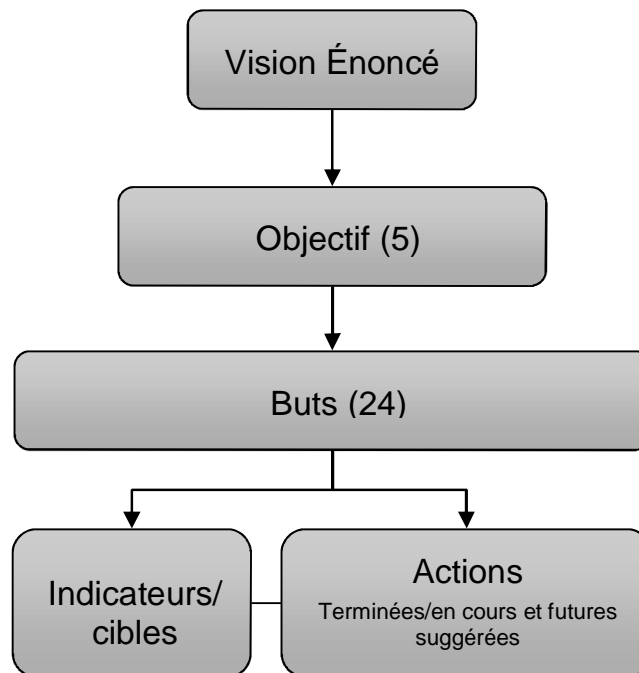 Vision Énoncé
Objectif (5)
Buts (24)
Indicateurs/
cibles
Actions
Terminées/en cours et futures
suggérées